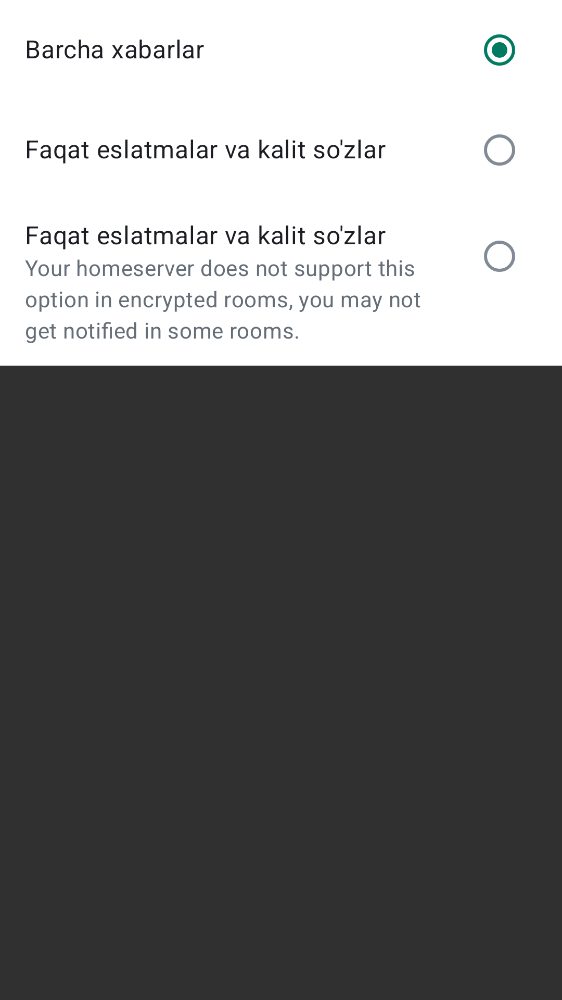 Barcha xabarlar
Faqat eslatmalar va kalit so'zlar
Faqat eslatmalar va kalit so'zlar
Your homeserver does not support this
option in encrypted rooms, you may not
get notified in some rooms.